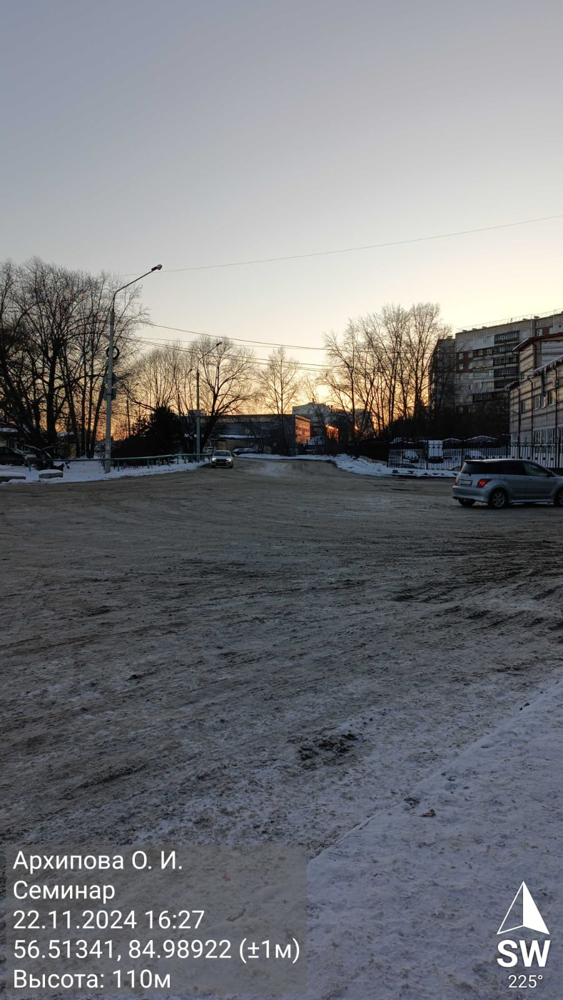 Архипова О. И.
Семинар
22.11.2024 16:27
56.51341, 84.98922 (±1м)
Высота: 110м
SW
225°